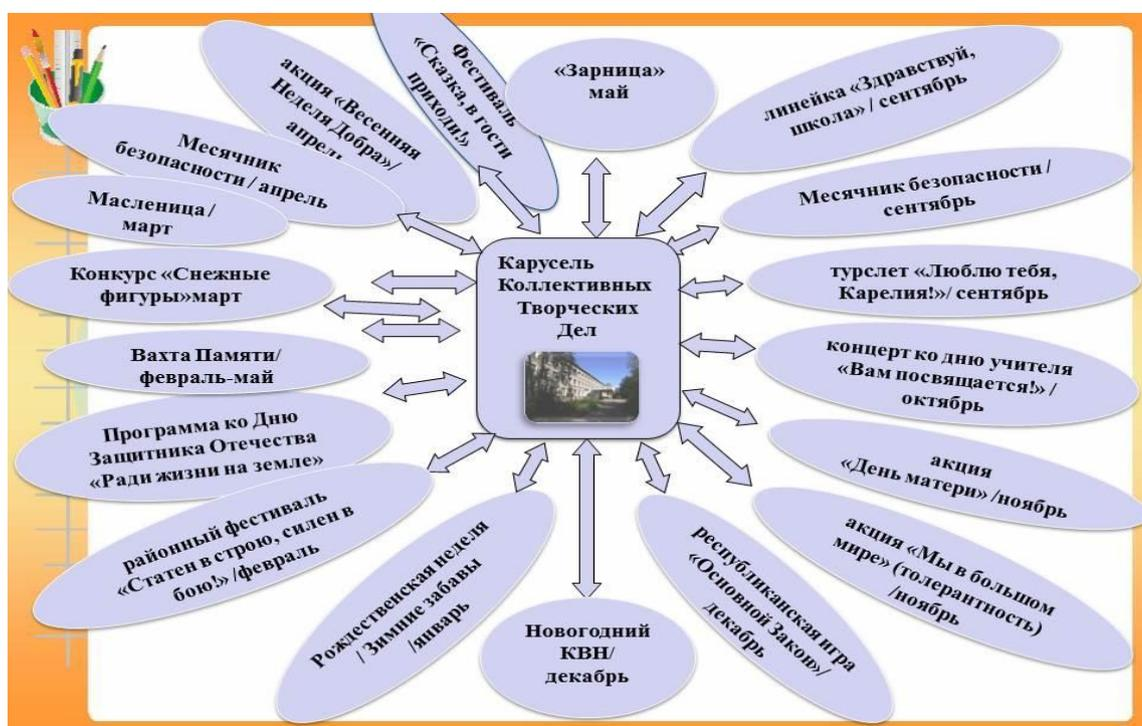 Карусель
Коллективных
Творческих
Дел
«Зарница»
май
линейка «Здравствуй,
школа» / сентябрь
Месячник безопасности /
сентябрь
турслет «Люблю тебя,
Карелия!»/ сентябрь
концерт ко дню учителя
«Вам посвящается!» /
октябрь
акция
«День матери» /ноябрь
акция «Мы в большом
мире» (толерантность)
/ноябрь
республиканская игра
«Основной Закон»/
декабрь
Новогодний
КВН/
декабрь
Рождественская неделя
/ Зимние забавы
/январь
районный фестиваль
«Статен в строю, силен в
бою!» /февраль
Программа ко Дню
Защитника Отечества
«Ради жизни на земле»
Вахта Памяти/
февраль-май
Конкурс «Снежные
фигуры»март
Масленица /
март
Месячник
безопасности / апрель
акция «Весенняя
Неделя Добра»/
апрель
Фестиваль
«Сказка, в гости
приходи!»